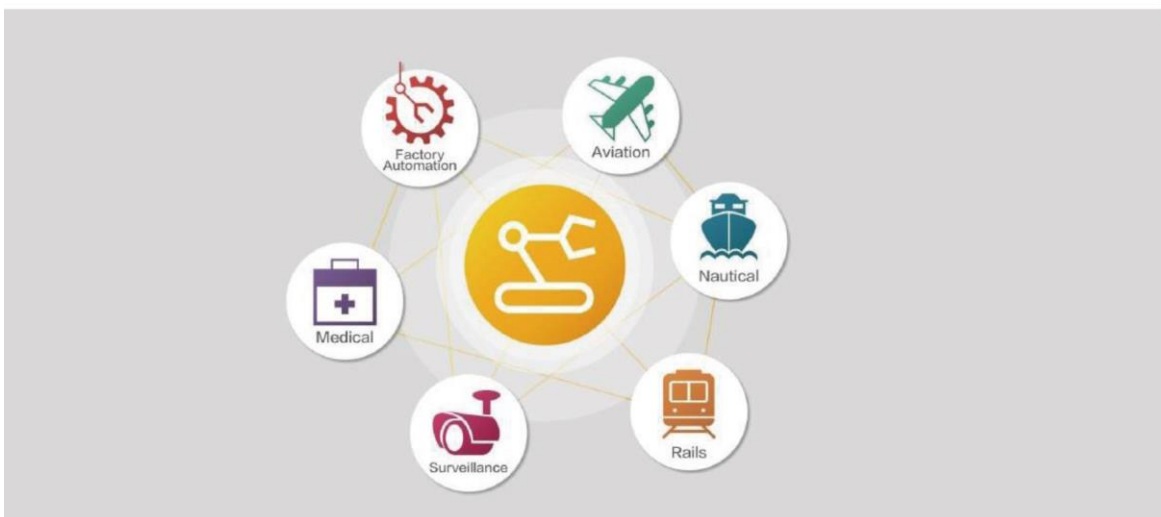 Factory
Automation
Aviation
Nautical
Medical
Rails
Surveillance